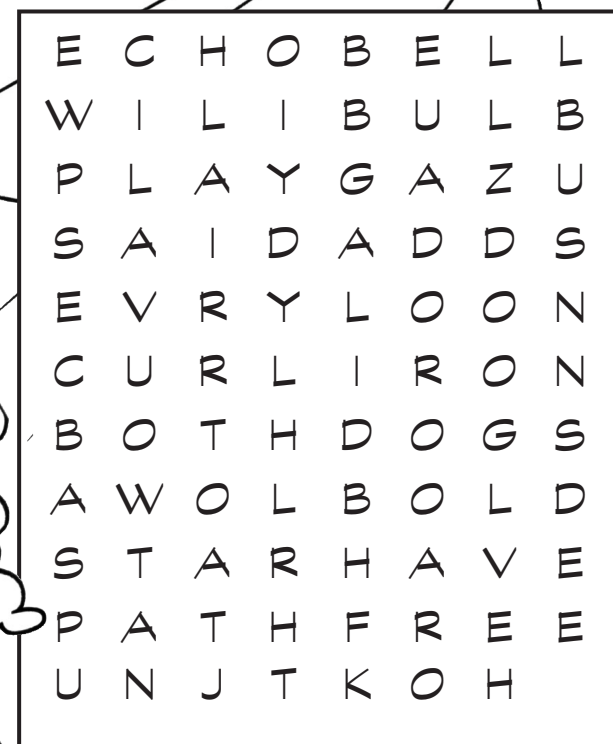 E C H O B E L L
W I L I B U L B
P L A Y G A Z U
S A I D A D D S
E V R Y L O O N
C U R L I R O N
B O T H D O G S
A W O L B O L D
S T A R H A V E
P A T H F R E E
U N J T K O H